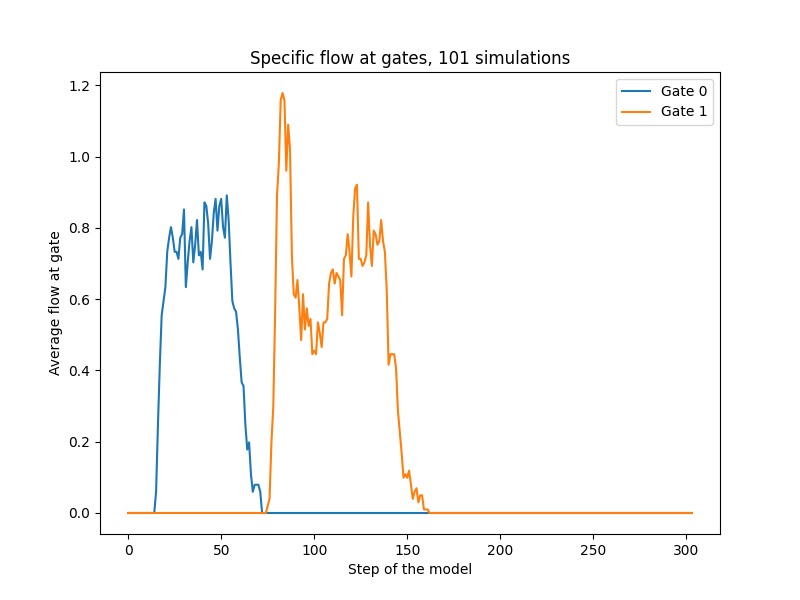 Specific flow at gates, 101 simulations
Gate 0
Gate 1
1.2
1.0
0.8
0.6
0.4
0.2
0.0
Average flow at gate
0 50 100 150 200 250 300
Step of the model